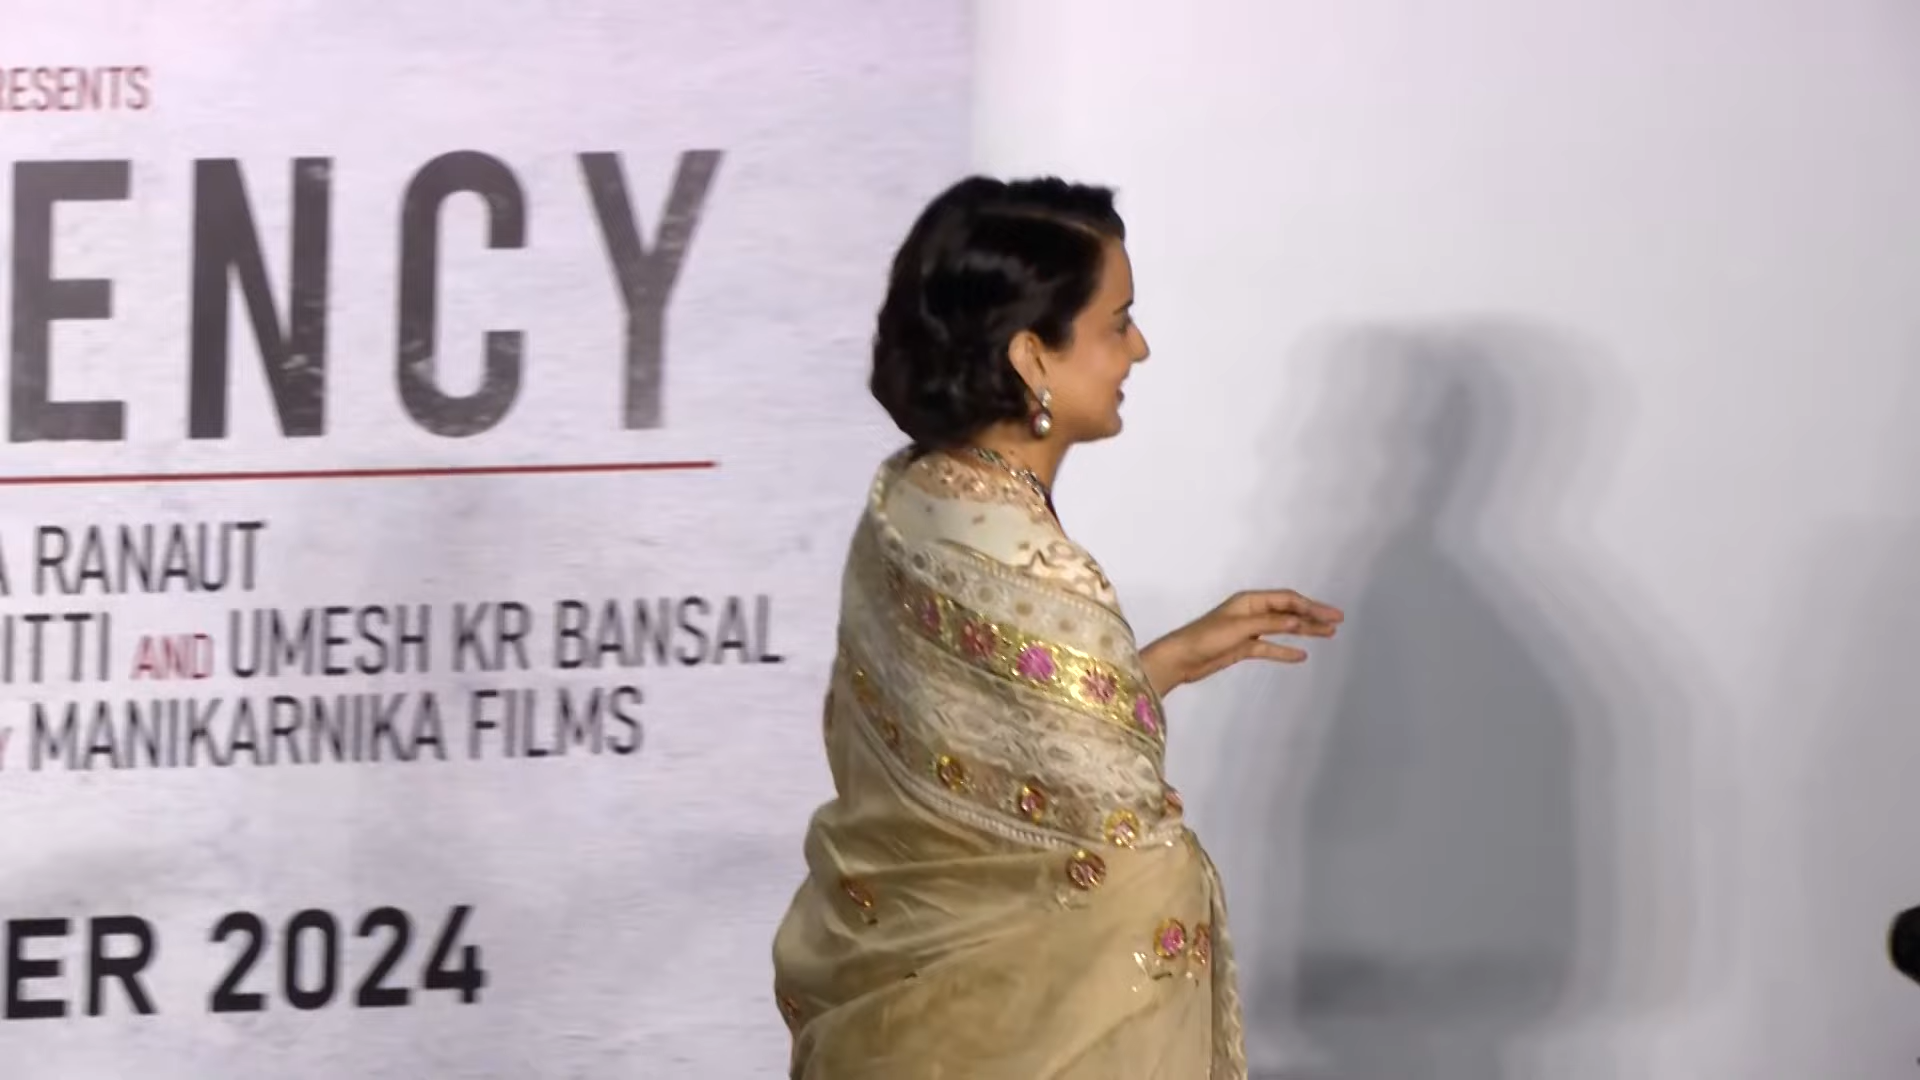 RESENTS
ENCY
A RANAUT
ITTI AND UMESH KR BANSAL
Y MANIKARNIKA FILMS
ER 2024